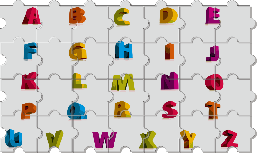 A B C D E
F G H I J
K L M N O
P Q R S T
U V W X Y Z